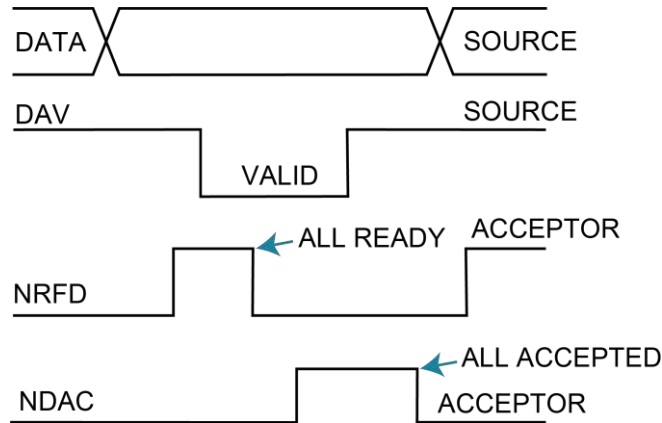 DATA
SOURCE
DAV
SOURCE
VALID
ALL READY
ACCEPTOR
NRFD
ALL ACCEPTED
NDAC
ACCEPTOR